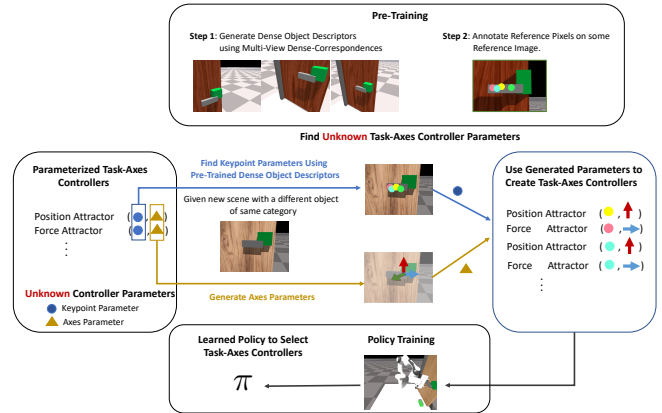 Pre-Training
Step 1: Generate Dense Object Descriptors
using Multi-View Dense-Correspondences
Step 2: Annotate Reference Pixels on some
Reference Image.
Find Unknown Task-Axes Controller Parameters
Parameterized Task-Axes
Controllers
Position Attractor ( , )
Force Attractor ( , )
⋮
Unknown Controller Parameters
Keypoint Parameter
Axes Parameter
Find Keypoint Parameters Using
Pre-Trained Dense Object Descriptors
Given new scene with a different object
of same category
Generate Axes Parameters
Use Generated Parameters to
Create Task-Axes Controllers
Position Attractor ( , )
Force Attractor ( , )
Position Attractor ( , )
Force Attractor ( , )
⋮
Learned Policy to Select
Task-Axes Controllers
π
Policy Training